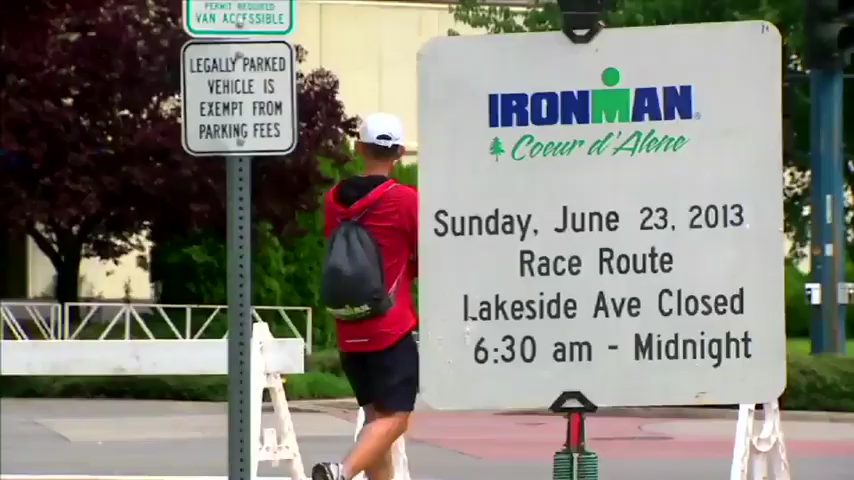 PERMIT REQUIRED
VAN ACCESSIBLE
LEGALLY PARKED
VEHICLE IS
EXEMPT FROM
PARKING FEES
IRONMAN®
Coeur d'Alene
Sunday, June 23, 2013
Race Route
Lakeside Ave Closed
6:30 am - Midnight